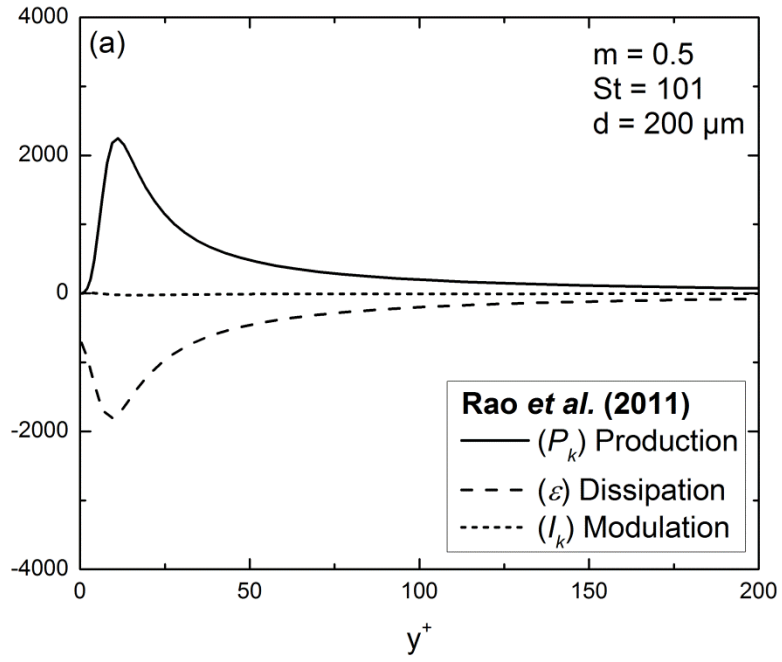 4000
(a)
m = 0.5
St = 101
d = 200 µm
2000
0
-2000
-4000
Rao et al. (2011)
(Pk) Production
(ε) Dissipation
(Ik) Modulation
0 50 100 150 200
y+